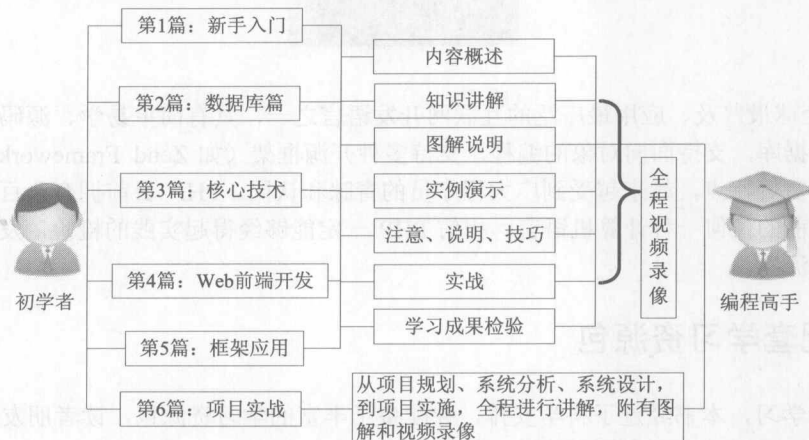 第1篇：新手入门
第2篇：数据库篇
第3篇：核心技术
第4篇：Web前端开发
第5篇：框架应用
第6篇：项目实战
初学者
内容概述
知识讲解
图解说明
实例演示
注意、说明、技巧
实战
学习成果检验
从项目规划、系统分析、系统设计，
到项目实施，全程进行讲解，附有图
解和视频录像
全程视频录像
编程高手